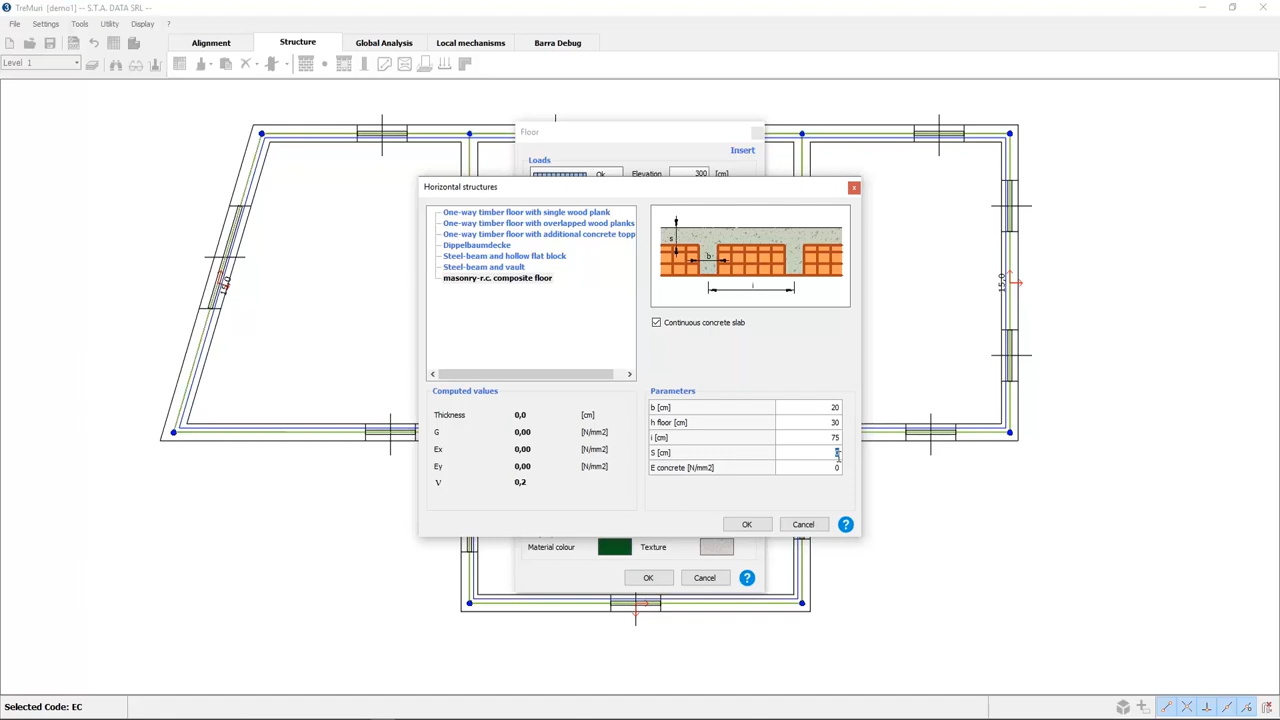 TreMuri [demo1] -- S.T.A. DATA SRL --
File Settings Tools Utility Display ?
Alignment Structure Global Analysis Local mechanisms Barra Debug
Level 1
Floor
Insert
Loads
Ok Elevation 300 [cm]
Horizontal structures
One-way timber floor with single wood plank
One-way timber floor with overlapped wood planks
One-way timber floor with additional concrete topp
Dippelbaumdecke
Steel-beam and hollow flat block
Steel-beam and vault
masonry-r.c. composite floor
s
b
i
Continuous concrete slab
15,0
Computed values
Thickness 0,0 [cm]
G 0,00 [N/mm2]
Ex 0,00 [N/mm2]
Ey 0,00 [N/mm2]
ν 0,2
Parameters
b [cm] 20
h floor [cm] 30
i [cm] 75
S [cm]
E concrete [N/mm2] 0
OK Cancel ?
Material colour Texture
OK Cancel ?
Selected Code: EC